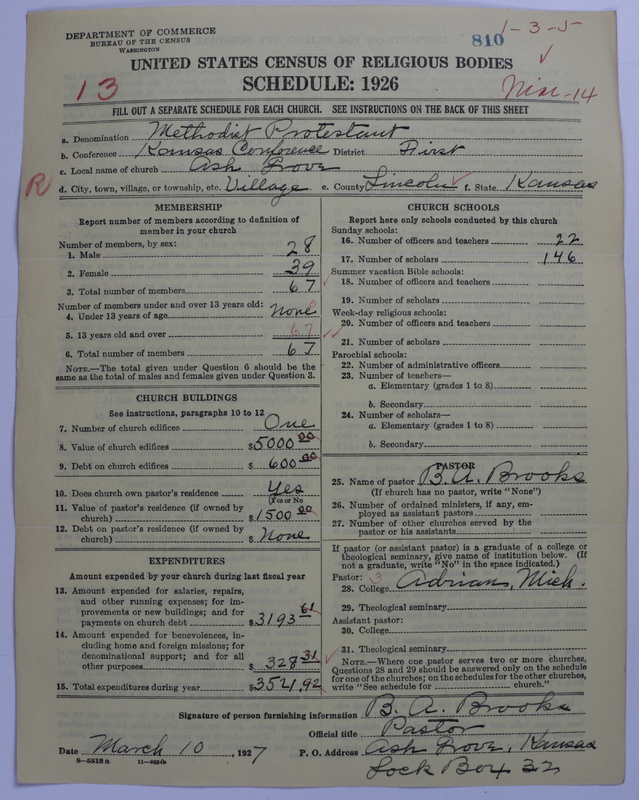 DEPARTMENT OF COMMERCE
BUREAU OF THE CENSUS
WASHINGTON
810
1-3-5
UNITED STATES CENSUS OF RELIGIOUS BODIES
SCHEDULE: 1926
13
Mar-14
FILL OUT A SEPARATE SCHEDULE FOR EACH CHURCH. SEE INSTRUCTIONS ON THE BACK OF THIS SHEET
a. Denomination Methodist Protestant
b. Conference Kansas Conference District First
c. Local name of church Ash Grove
R d. City, town, village, or township, etc. Village e. County Lincoln f. State Kansas
MEMBERSHIP
Report number of members according to definition of
member in your church
Number of members, by sex:
1. Male 28
2. Female 39
3. Total number of members 67
Number of members under and over 13 years old:
4. Under 13 years of age None
5. 13 years old and over 67
6. Total number of members 67
NOTE.—The total given under Question 6 should be the
same as the total of males and females given under Question 3.
CHURCH BUILDINGS
See instructions, paragraphs 10 to 12
7. Number of church edifices One
8. Value of church edifices $5000 00
9. Debt on church edifices $ 600 00
10. Does church own pastor's residence Yes
(Yes or No
11. Value of pastor's residence (if owned by
church) $1500 00
12. Debt on pastor's residence (if owned by
church) $ None
EXPENDITURES
Amount expended by your church during last fiscal year
13. Amount expended for salaries, repairs,
and other running expenses; for im-
provements or new buildings; and for
payments on church debt $3193 61
14. Amount expended for benevolences, in-
cluding home and foreign missions; for
denominational support; and for all
other purposes $ 328 31
15. Total expenditures during year $3521.92
CHURCH SCHOOLS
Report here only schools conducted by this church
Sunday schools:
16. Number of officers and teachers 22
17. Number of scholars 146
Summer vacation Bible schools:
18. Number of officers and teachers
19. Number of scholars
Week-day religious schools:
20. Number of officers and teachers
21. Number of scholars
Parochial schools:
22. Number of administrative officers
23. Number of teachers—
a. Elementary (grades 1 to 8)
b. Secondary
24. Number of scholars—
a. Elementary (grades 1 to 8)
b. Secondary
PASTOR
25. Name of pastor B. A. Brooks
(If church has no pastor, write "None")
26. Number of ordained ministers, if any, em-
ployed as assistant pastors
27. Number of other churches served by the
pastor or his assistants
If pastor (or assistant pastor) is a graduate of a college or
theological seminary, give name of institution below. (If
not a graduate, write "No" in the space indicated.)
Pastor: 3
28. College Adrian, Mich.
29. Theological seminary
Assistant pastor:
30. College
31. Theological seminary
NOTE.—Where one pastor serves two or more churches,
Questions 28 and 29 should be answered only on the schedule
for one of the churches; on the schedules for the other churches,
write "See schedule for church."
Signature of person furnishing information B. A. Brooks
Official title Pastor
Date March 10, 1927 P. O. Address Ash Grove, Kansas
8—5518a 11—9054b Lock Box 32